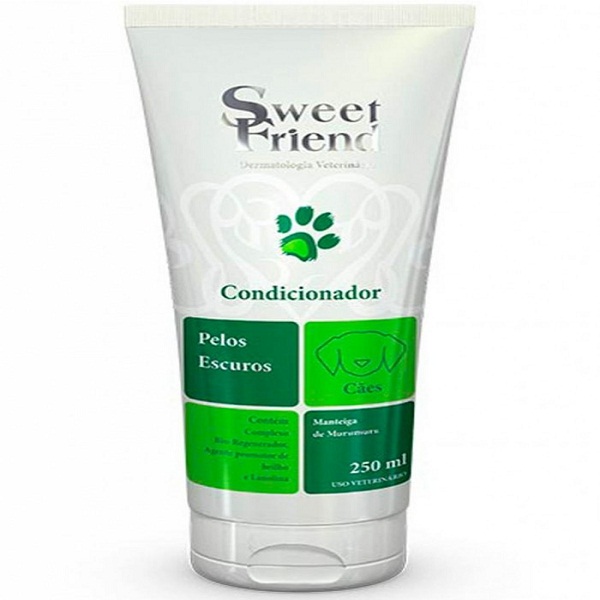 Sweet
Friend
Dermatologia Veterinária
Condicionador
Pelos
Escuros
Cães
Contém
Complexo
Bio-Regenerador,
Agente promotor de
brilho
e Lanolina
Manteiga
de Murumuru
250 ml
USO VETERINÁRIO